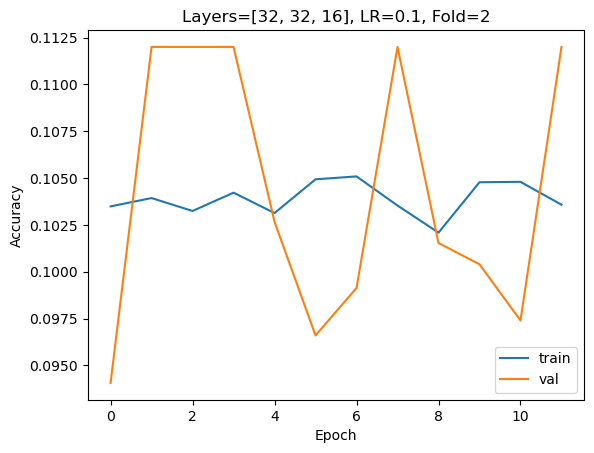 Layers=[32, 32, 16], LR=0.1, Fold=2
Accuracy
0.1125
0.1100
0.1075
0.1050
0.1025
0.1000
0.0975
0.0950
0 2 4 6 8 10
Epoch
train
val